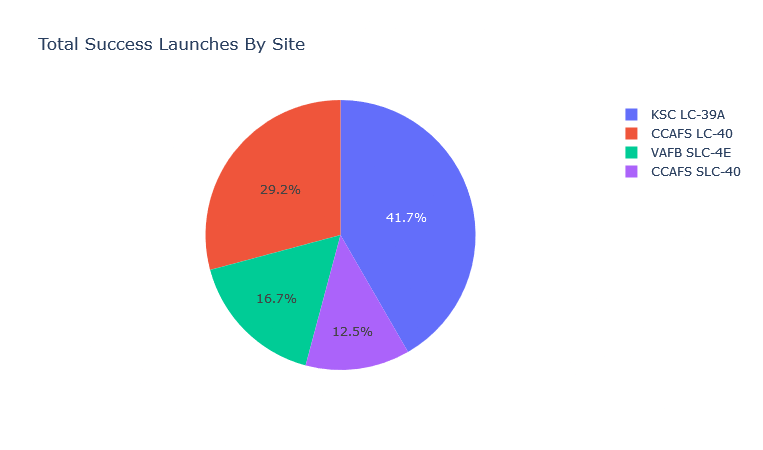 Total Success Launches By Site
KSC LC-39A
CCAFS LC-40
VAFB SLC-4E
CCAFS SLC-40
29.2%
41.7%
16.7%
12.5%